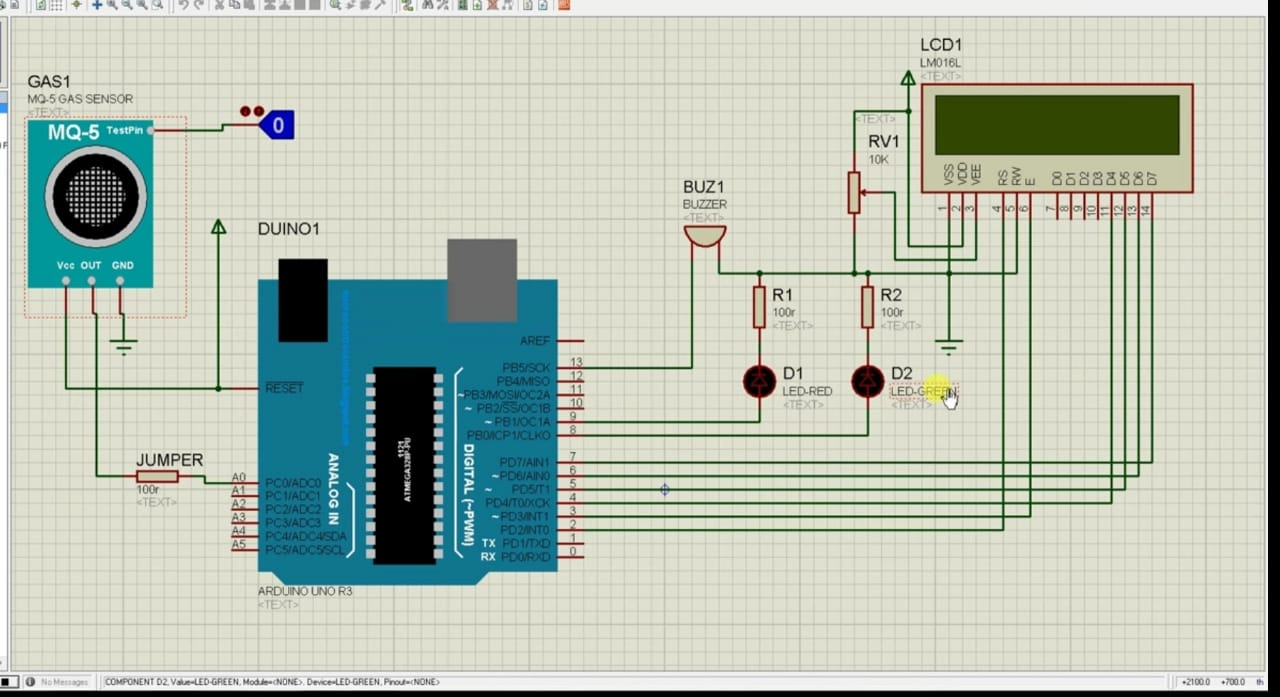 GAS1
MQ-5 GAS SENSOR
<TEXT>
MQ-5 TestPin
0
Vcc OUT GND
DUINO1
JUMPER
100r
<TEXT>
RESET
AREF
PB5/SCK 13
PB4/MISO 12
~PB3/MOSI/OC2A 11
~ PB2/SS/OC1B 10
~ PB1/OC1A 9
PB0/ICP1/CLKO 8
PD7/AIN1 7
~ PD6/AIN0 6
~ PD5/T1 5
PD4/T0/XCK 4
~ PD3/INT1 3
PD2/INT0 2
TX PD1/TXD 1
RX PD0/RXD 0
A0 PC0/ADC0
A1 PC1/ADC1
A2 PC2/ADC2
A3 PC3/ADC3
A4 PC4/ADC4/SDA
A5 PC5/ADC5/SCL
ANALOG IN
ATMEGA328P-PU
1121
DIGITAL (~PWM)
ARDUINO UNO R3
<TEXT>
BUZ1
BUZZER
<TEXT>
<TEXT>
RV1
10K
LCD1
LM016L
<TEXT>
VSS VDD VEE RS RW E D0 D1 D2 D3 D4 D5 D6 D7
1 2 3 4 5 6 7 8 9 10 11 12 13 14
R1
100r
<TEXT>
R2
100r
<TEXT>
D1
LED-RED
<TEXT>
D2
LED-GREEN
<TEXT>
No Messages
COMPONENT D2, Value=LED-GREEN, Module=<NONE>, Device=LED-GREEN, Pinout=<NONE>
+2100.0 +700.0 th